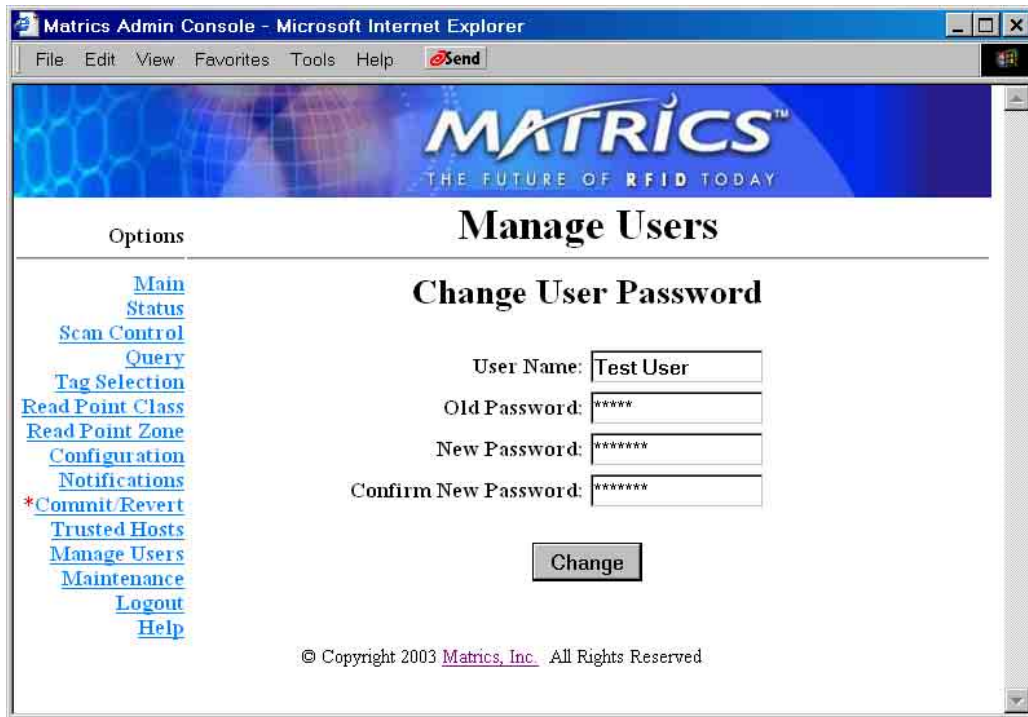 Matrics Admin Console - Microsoft Internet Explorer
File Edit View Favorites Tools Help Send
MATRICS™
THE FUTURE OF RFID TODAY
Options
Manage Users
Main
Status
Scan Control
Query
Tag Selection
Read Point Class
Read Point Zone
Configuration
Notifications
*Commit/Revert
Trusted Hosts
Manage Users
Maintenance
Logout
Help
Change User Password
User Name: Test User
Old Password: *****
New Password: *******
Confirm New Password: *******
Change
© Copyright 2003 Matrics, Inc. All Rights Reserved